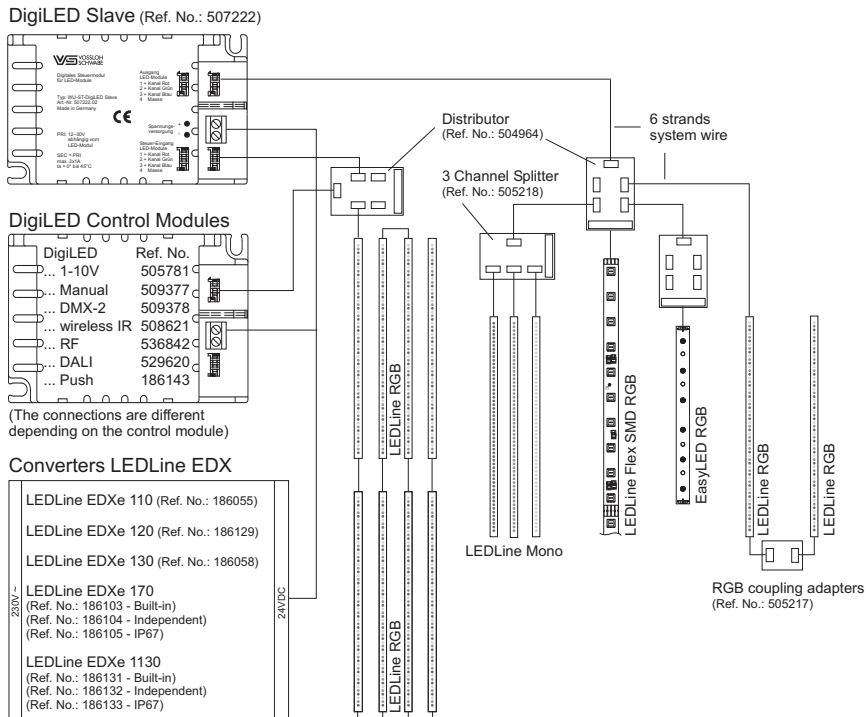 DigiLED Slave (Ref. No.: 507222)
VS VOSSLOH
SCHWABE
Digitales Steuermodul
für LED-Module
Typ: WU-ST-DigiLED Slave
Art.-Nr. 507222.02
Made in Germany
CE
PRI: 12–30V
abhängig vom
LED-Modul
SEC = PRI
max. 3x1A
ta = 0° bis 45°C
Ausgang
LED-Module
1 = Kanal Rot
2 = Kanal Grün
3 = Kanal Blau
4 Masse
Spannungs-
versorgung
+
-
Steuer-Eingang
LED-Module
1 = Kanal Rot
2 = Kanal Grün
3 = Kanal Blau
4 Masse
Distributor
(Ref. No.: 504964)
6 strands
system wire
3 Channel Splitter
(Ref. No.: 505218)
DigiLED Control Modules
DigiLED Ref. No.
... 1-10V 505781
... Manual 509377
... DMX-2 509378
... wireless IR 508621
... RF 536842
... DALI 529620
... Push 186143
(The connections are different
depending on the control module)
LEDLine RGB
LEDLine RGB
LEDLine Mono
LEDLine Flex SMD RGB
EasyLED RGB
LEDLine RGB
LEDLine RGB
RGB coupling adapters
(Ref. No.: 505217)
Converters LEDLine EDX
230V ~
24VDC
LEDLine EDXe 110 (Ref. No.: 186055)
LEDLine EDXe 120 (Ref. No.: 186129)
LEDLine EDXe 130 (Ref. No.: 186058)
LEDLine EDXe 170
(Ref. No.: 186103 - Built-in)
(Ref. No.: 186104 - Independent)
(Ref. No.: 186105 - IP67)
LEDLine EDXe 1130
(Ref. No.: 186131 - Built-in)
(Ref. No.: 186132 - Independent)
(Ref. No.: 186133 - IP67)